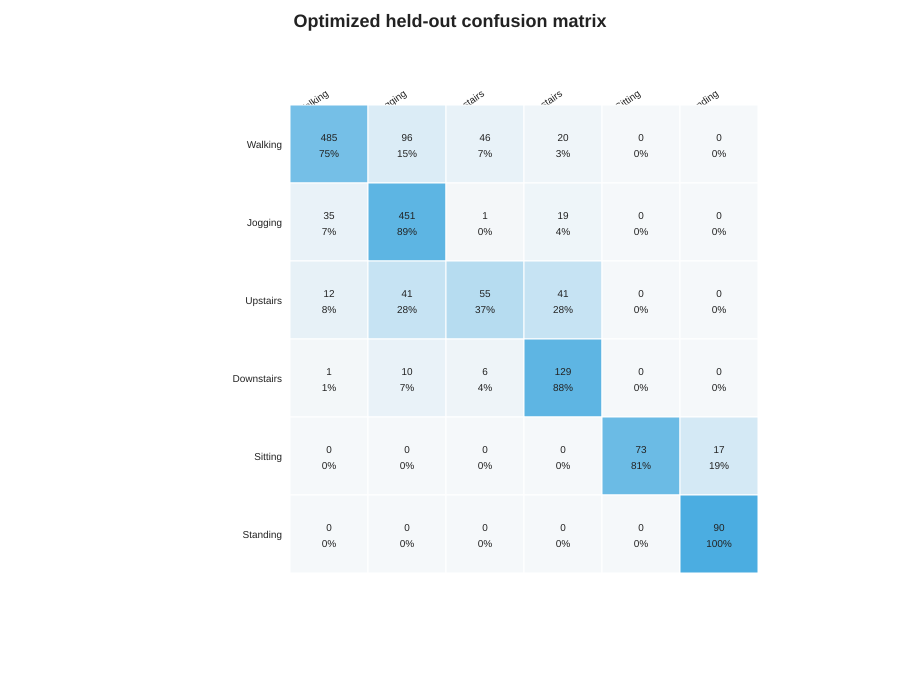 Optimized held-out confusion matrix
Walking 485 96 46 20 0 0
75% 15% 7% 3% 0% 0%
Jogging 35 451 1 19 0 0
7% 89% 0% 4% 0% 0%
Upstairs 12 41 55 41 0 0
8% 28% 37% 28% 0% 0%
Downstairs 1 10 6 129 0 0
1% 7% 4% 88% 0% 0%
Sitting 0 0 0 0 73 17
0% 0% 0% 0% 81% 19%
Standing 0 0 0 0 0 90
0% 0% 0% 0% 0% 100%